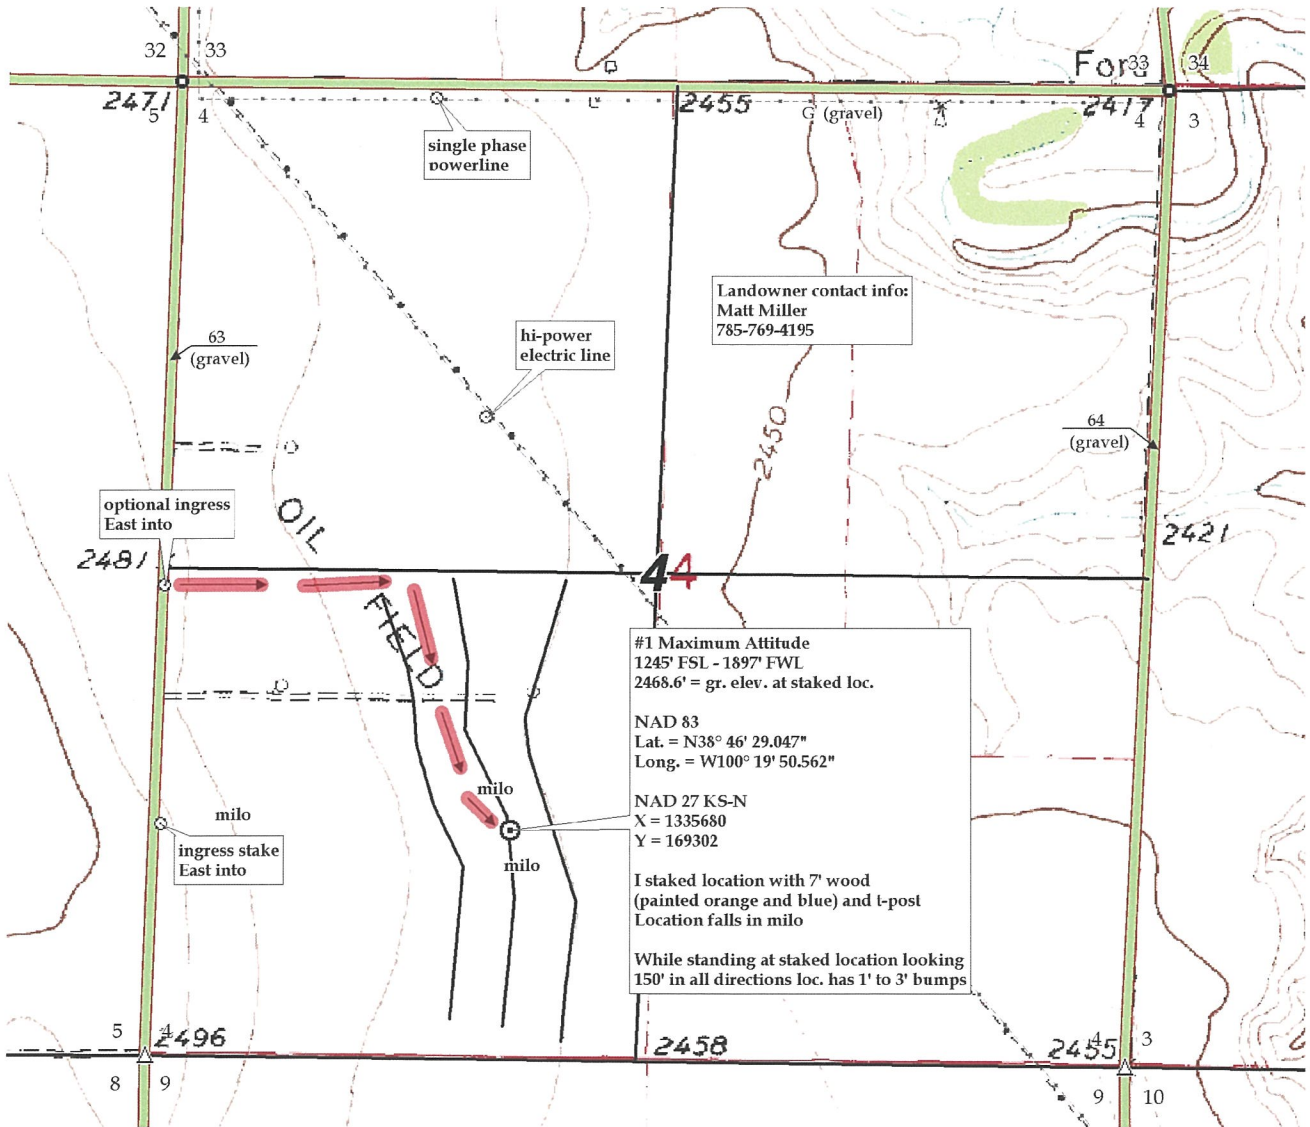 32 33
33 34
Ford
2471
2455
G (gravel)
2417
5 4
4 3
single phase
powerline
Landowner contact info:
Matt Miller
785-769-4195
63
(gravel)
hi-power
electric line
2450
64
(gravel)
optional ingress
East into
OIL
FIELD
2481
2421
4 4
#1 Maximum Attitude
1245' FSL - 1897' FWL
2468.6' = gr. elev. at staked loc.
NAD 83
Lat. = N38° 46' 29.047"
Long. = W100° 19' 50.562"
NAD 27 KS-N
X = 1335680
Y = 169302
I staked location with 7' wood
(painted orange and blue) and t-post
Location falls in milo
While standing at staked location looking
150' in all directions loc. has 1' to 3' bumps
milo
milo
milo
ingress stake
East into
5 4
2496
2458
2455
4 3
8 9
9 10